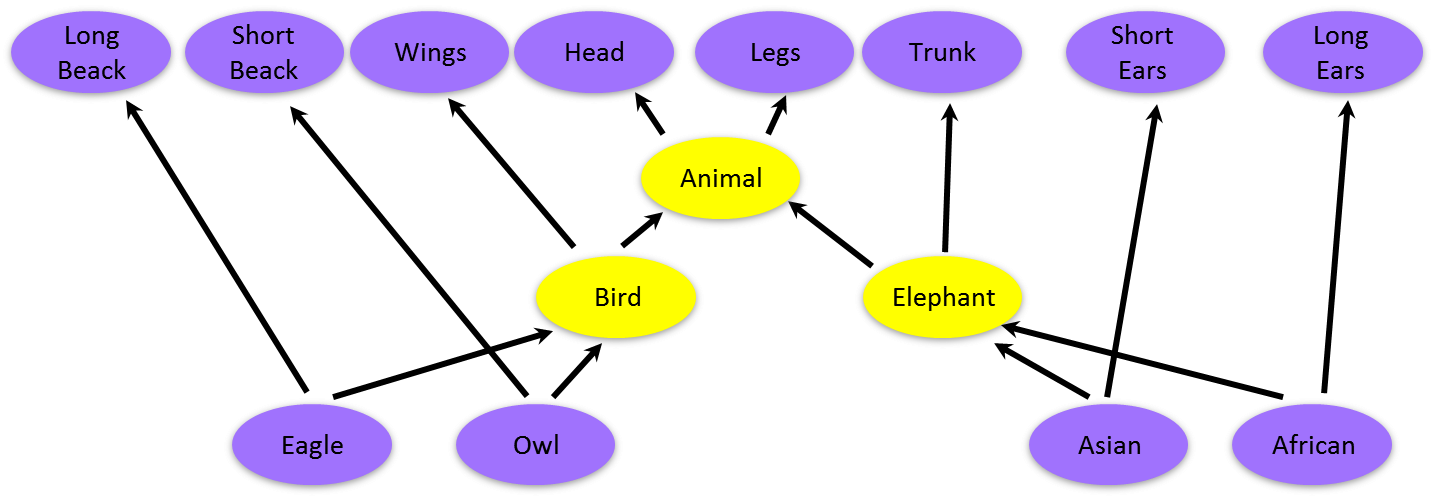 Long
Beack
Short
Beack
Wings
Head
Legs
Trunk
Short
Ears
Long
Ears
Animal
Bird
Elephant
Eagle
Owl
Asian
African